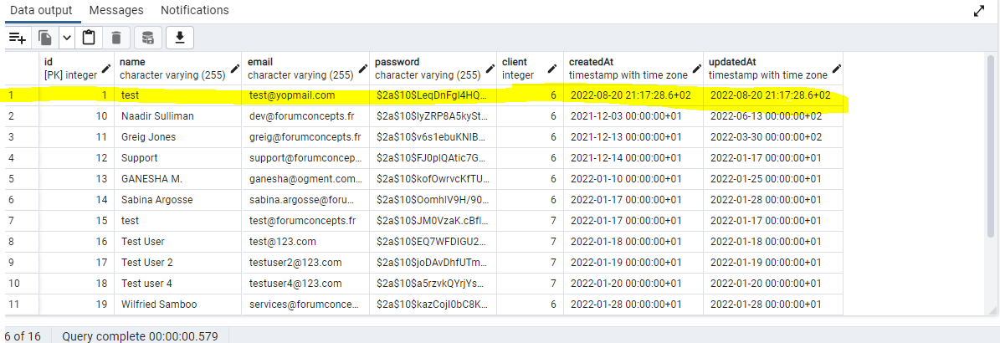 Data output Messages Notifications
id name email password client createdAt updatedAt
[PK] integer character varying (255) character varying (255) character varying (255) integer timestamp with time zone timestamp with time zone
1 1 test test@yopmail.com $2a$10$LeqDnFgI4HQ... 6 2022-08-20 21:17:28.6+02 2022-08-20 21:17:28.6+02
2 10 Naadir Sulliman dev@forumconcepts.fr $2a$10$IyZRP8A5kySt... 6 2021-12-03 00:00:00+01 2022-06-13 00:00:00+02
3 11 Greig Jones greig@forumconcepts.fr $2a$10$v6s1ebuKNIB... 6 2021-12-13 00:00:00+01 2022-03-30 00:00:00+02
4 12 Support support@forumconcep... $2a$10$FJ0pIQAtic7G... 6 2021-12-14 00:00:00+01 2022-01-17 00:00:00+01
5 13 GANESHA M. ganesha@ogment.com... $2a$10$kofOwrvcKfTU... 6 2022-01-10 00:00:00+01 2022-01-25 00:00:00+01
6 14 Sabina Argosse sabina.argosse@foru... $2a$10$OomhIV9H/90... 6 2022-01-17 00:00:00+01 2022-01-28 00:00:00+01
7 15 test test@forumconcepts.fr $2a$10$JM0VzaK.cBfI... 7 2022-01-17 00:00:00+01 2022-01-17 00:00:00+01
8 16 Test User test@123.com $2a$10$EQ7WFDIGU2... 7 2022-01-18 00:00:00+01 2022-01-18 00:00:00+01
9 17 Test User 2 testuser2@123.com $2a$10$joDAvDhfUTm... 7 2022-01-19 00:00:00+01 2022-01-19 00:00:00+01
10 18 Test user 4 testuser4@123.com $2a$10$a5rzvkQYrjYs... 7 2022-01-20 00:00:00+01 2022-01-20 00:00:00+01
11 19 Wilfried Samboo services@forumconce... $2a$10$kazCojI0bC8K... 6 2022-01-28 00:00:00+01 2022-01-28 00:00:00+01
6 of 16 Query complete 00:00:00.579